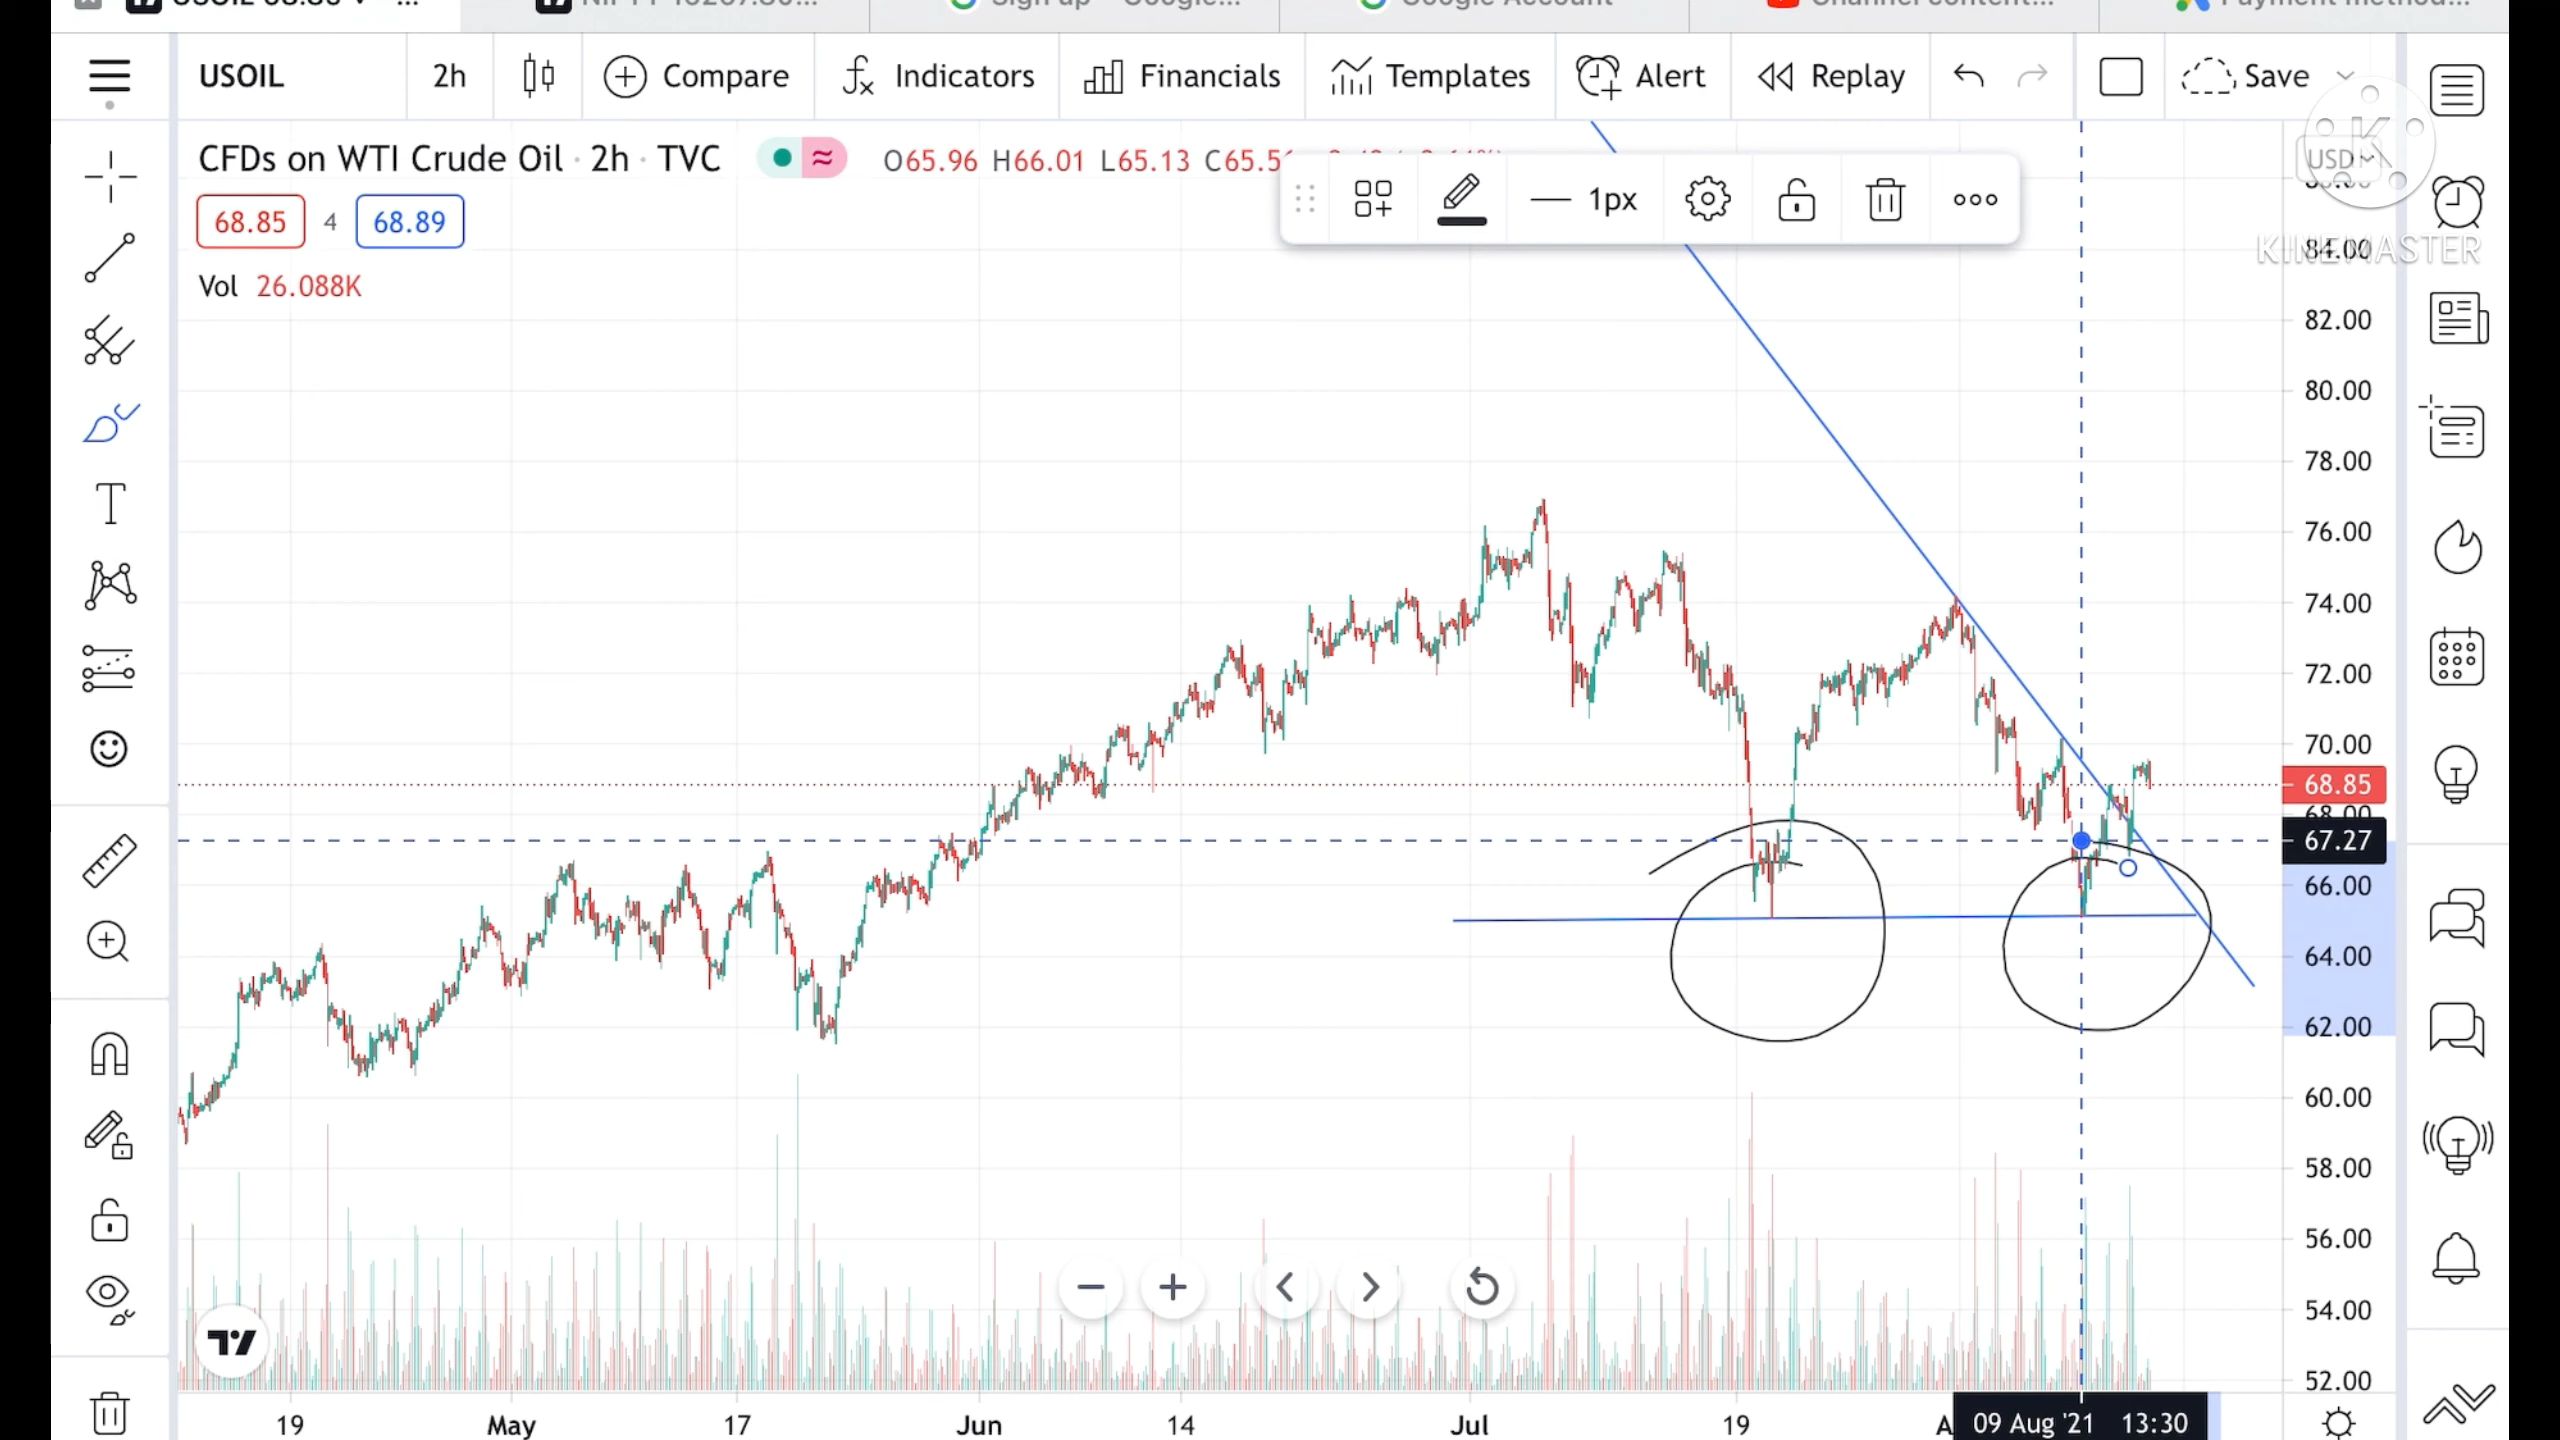 USOIL
2h
Compare
Indicators
Financials
Templates
Alert
Replay
Save
CFDs on WTI Crude Oil · 2h · TVC
O65.96 H66.01 L65.13
68.85 4 68.89
Vol 26.088K
1px
USD
KINEMASTER
84.00
82.00
80.00
78.00
76.00
74.00
72.00
70.00
68.85
68.00
67.27
66.00
64.00
62.00
60.00
58.00
56.00
54.00
52.00
19 May 17 Jun 14 Jul 19 A 09 Aug '21 13:30